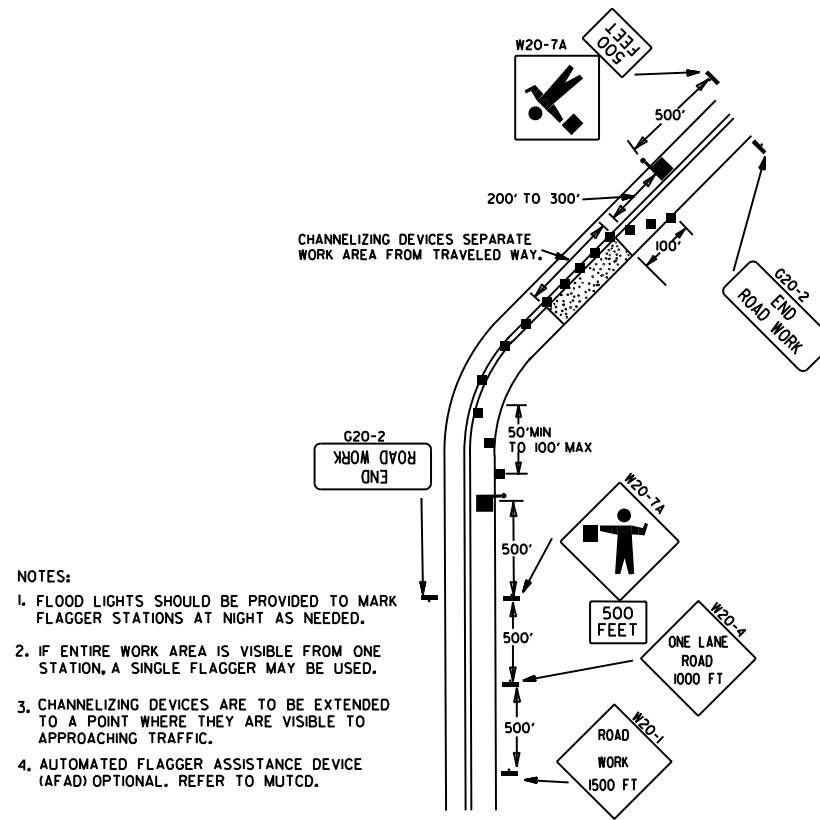 W20-7A
500
FEET
500'
200' TO 300'
CHANNELIZING DEVICES SEPARATE
WORK AREA FROM TRAVELED WAY.
100'
G20-2
END
ROAD WORK
G20-2
END
ROAD WORK
50'MIN
TO 100' MAX
W20-7A
500'
500
FEET
500'
W20-4
ONE LANE
ROAD
1000 FT
500'
W20-1
ROAD
WORK
1500 FT
NOTES:
1. FLOOD LIGHTS SHOULD BE PROVIDED TO MARK
FLAGGER STATIONS AT NIGHT AS NEEDED.
2. IF ENTIRE WORK AREA IS VISIBLE FROM ONE
STATION, A SINGLE FLAGGER MAY BE USED.
3. CHANNELIZING DEVICES ARE TO BE EXTENDED
TO A POINT WHERE THEY ARE VISIBLE TO
APPROACHING TRAFFIC.
4. AUTOMATED FLAGGER ASSISTANCE DEVICE
(AFAD) OPTIONAL. REFER TO MUTCD.